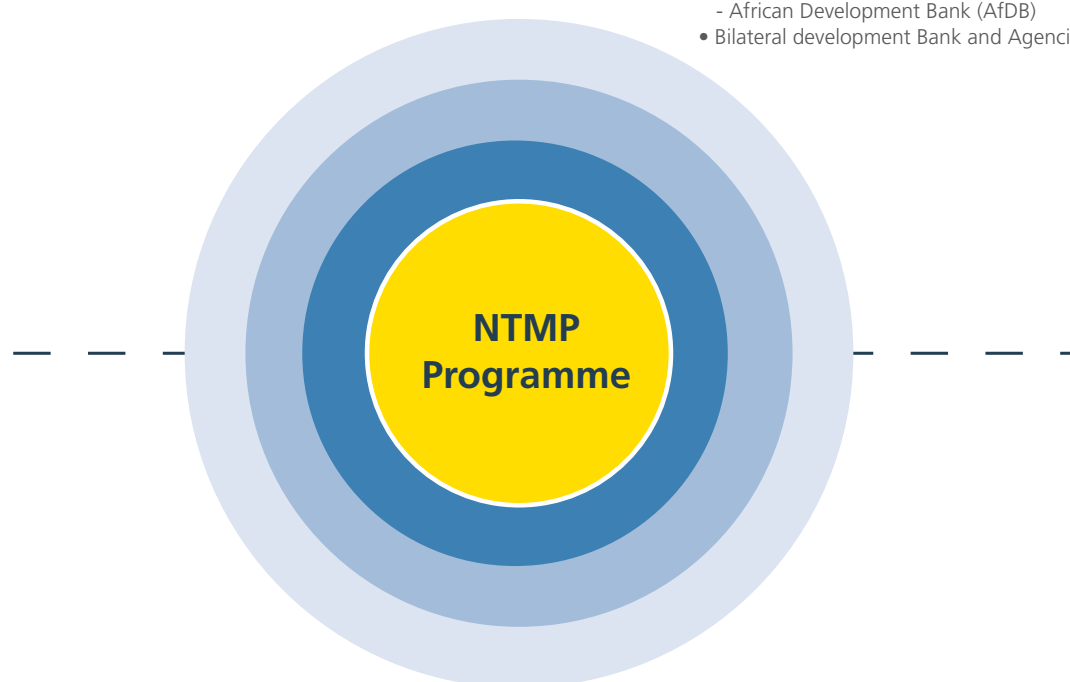 - African Development Bank (AfDB)
• Bilateral development Bank and Agenci
NTMP
Programme